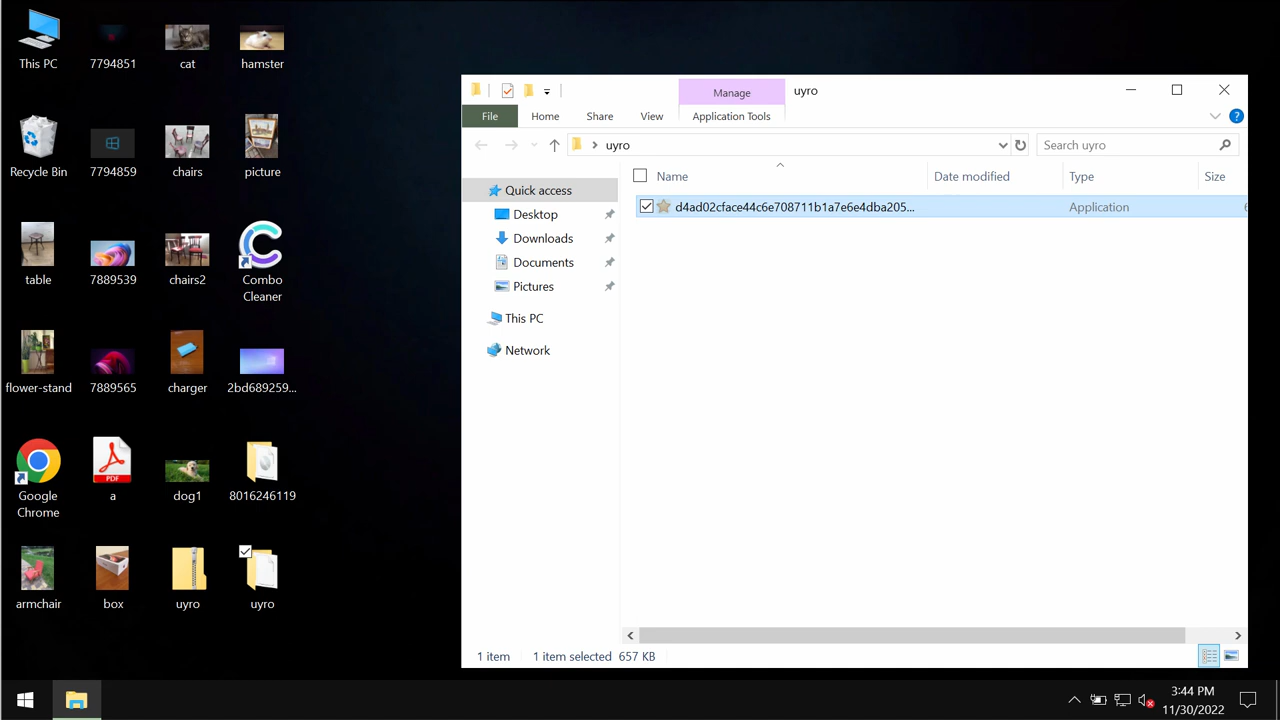 This PC
7794851
cat
hamster
Recycle Bin
7794859
chairs
picture
table
7889539
chairs2
Combo
Cleaner
flower-stand
7889565
charger
2bd689259...
Google
Chrome
a
dog1
8016246119
PDF
armchair
box
uyro
uyro
Manage
uyro
File
Home
Share
View
Application Tools
uyro
Search uyro
Name
Date modified
Type
Size
Quick access
Desktop
Downloads
Documents
Pictures
This PC
Network
d4ad02cface44c6e708711b1a7e6e4dba205...
Application
1 item
1 item selected 657 KB
3:44 PM
11/30/2022